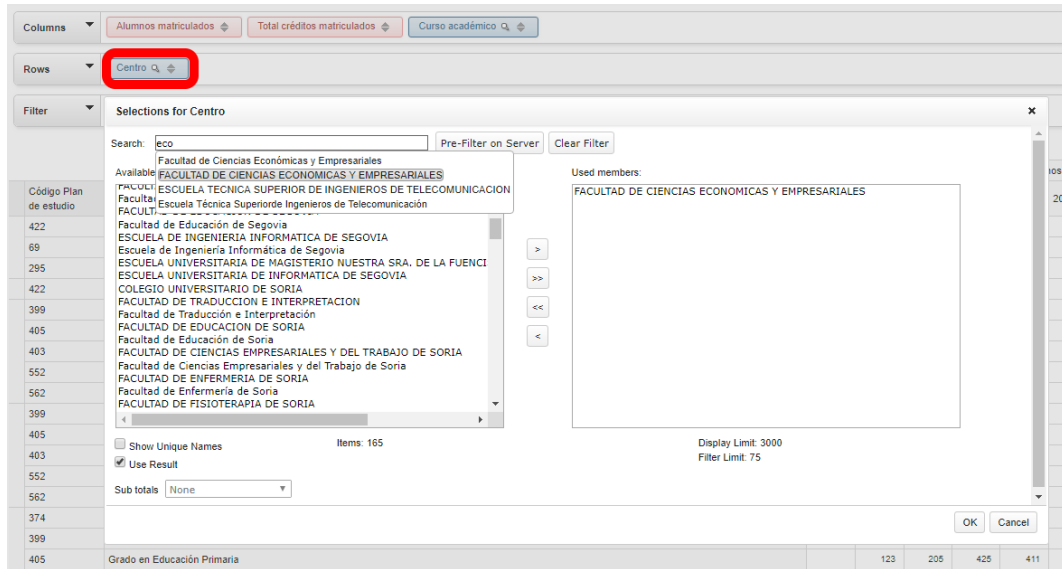 Columns
Alumnos matriculados
Total créditos matriculados
Curso académico
Rows
Centro
Filter
Selections for Centro
Search: eco
Pre-Filter on Server
Clear Filter
Facultad de Ciencias Económicas y Empresariales
FACULTAD DE CIENCIAS ECONOMICAS Y EMPRESARIALES
ESCUELA TECNICA SUPERIOR DE INGENIEROS DE TELECOMUNICACION
Escuela Técnica Superiorde Ingenieros de Telecomunicación
Available
Facultad de Educación de Segovia
ESCUELA DE INGENIERIA INFORMATICA DE SEGOVIA
Escuela de Ingeniería Informática de Segovia
ESCUELA UNIVERSITARIA DE MAGISTERIO NUESTRA SRA. DE LA FUENCI
ESCUELA UNIVERSITARIA DE INFORMATICA DE SEGOVIA
COLEGIO UNIVERSITARIO DE SORIA
FACULTAD DE TRADUCCION E INTERPRETACION
Facultad de Traducción e Interpretación
FACULTAD DE EDUCACION DE SORIA
Facultad de Educación de Soria
FACULTAD DE CIENCIAS EMPRESARIALES Y DEL TRABAJO DE SORIA
Facultad de Ciencias Empresariales y del Trabajo de Soria
FACULTAD DE ENFERMERIA DE SORIA
Facultad de Enfermería de Soria
FACULTAD DE FISIOTERAPIA DE SORIA
>
>>
<<
<
Used members:
FACULTAD DE CIENCIAS ECONOMICAS Y EMPRESARIALES
Show Unique Names
Items: 165
Use Result
Display Limit: 3000
Filter Limit: 75
Sub totals None
OK
Cancel
Código Plan
de estudio
422
69
295
422
399
405
403
552
562
399
405
403
552
562
374
399
405 Grado en Educación Primaria 123 205 425 411